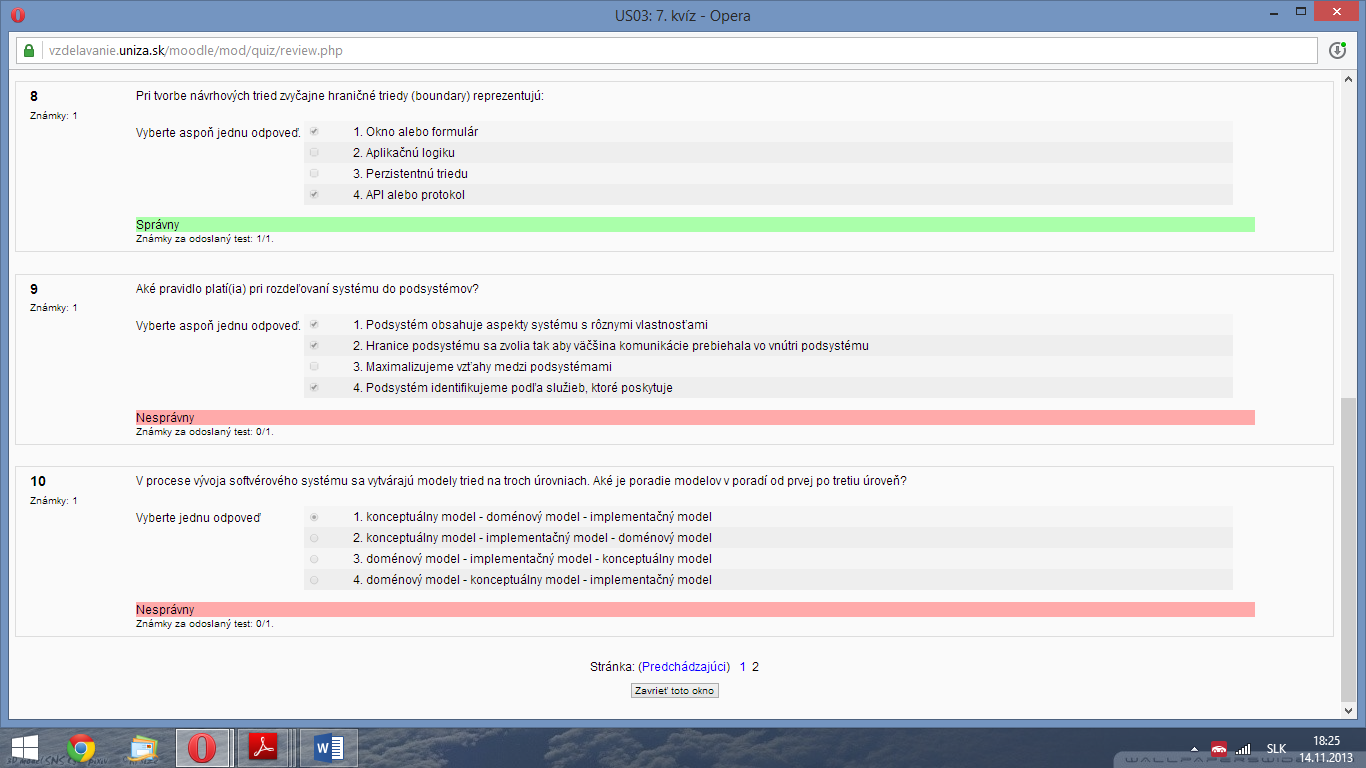 US03: 7. kvíz - Opera
vzdelavanie.uniza.sk/moodle/mod/quiz/review.php
8
Známky: 1
Pri tvorbe návrhových tried zvyčajne hraničné triedy (boundary) reprezentujú:
Vyberte aspoň jednu odpoveď.
1. Okno alebo formulár
2. Aplikačnú logiku
3. Perzistentnú triedu
4. API alebo protokol
Správny
Známky za odoslaný test: 1/1.
9
Známky: 1
Aké pravidlo platí(ia) pri rozdeľovaní systému do podsystémov?
Vyberte aspoň jednu odpoveď.
1. Podsystém obsahuje aspekty systému s rôznymi vlastnosťami
2. Hranice podsystému sa zvolia tak aby väčšina komunikácie prebiehala vo vnútri podsystému
3. Maximalizujeme vzťahy medzi podsystémami
4. Podsystém identifikujeme podľa služieb, ktoré poskytuje
Nesprávny
Známky za odoslaný test: 0/1.
10
Známky: 1
V procese vývoja softvérového systému sa vytvárajú modely tried na troch úrovniach. Aké je poradie modelov v poradí od prvej po tretiu úroveň?
Vyberte jednu odpoveď
1. konceptuálny model - doménový model - implementačný model
2. konceptuálny model - implementačný model - doménový model
3. doménový model - implementačný model - konceptuálny model
4. doménový model - konceptuálny model - implementačný model
Nesprávny
Známky za odoslaný test: 0/1.
Stránka: (Predchádzajúci) 1 2
Zavrieť toto okno
SLK
18:25
14.11.2013